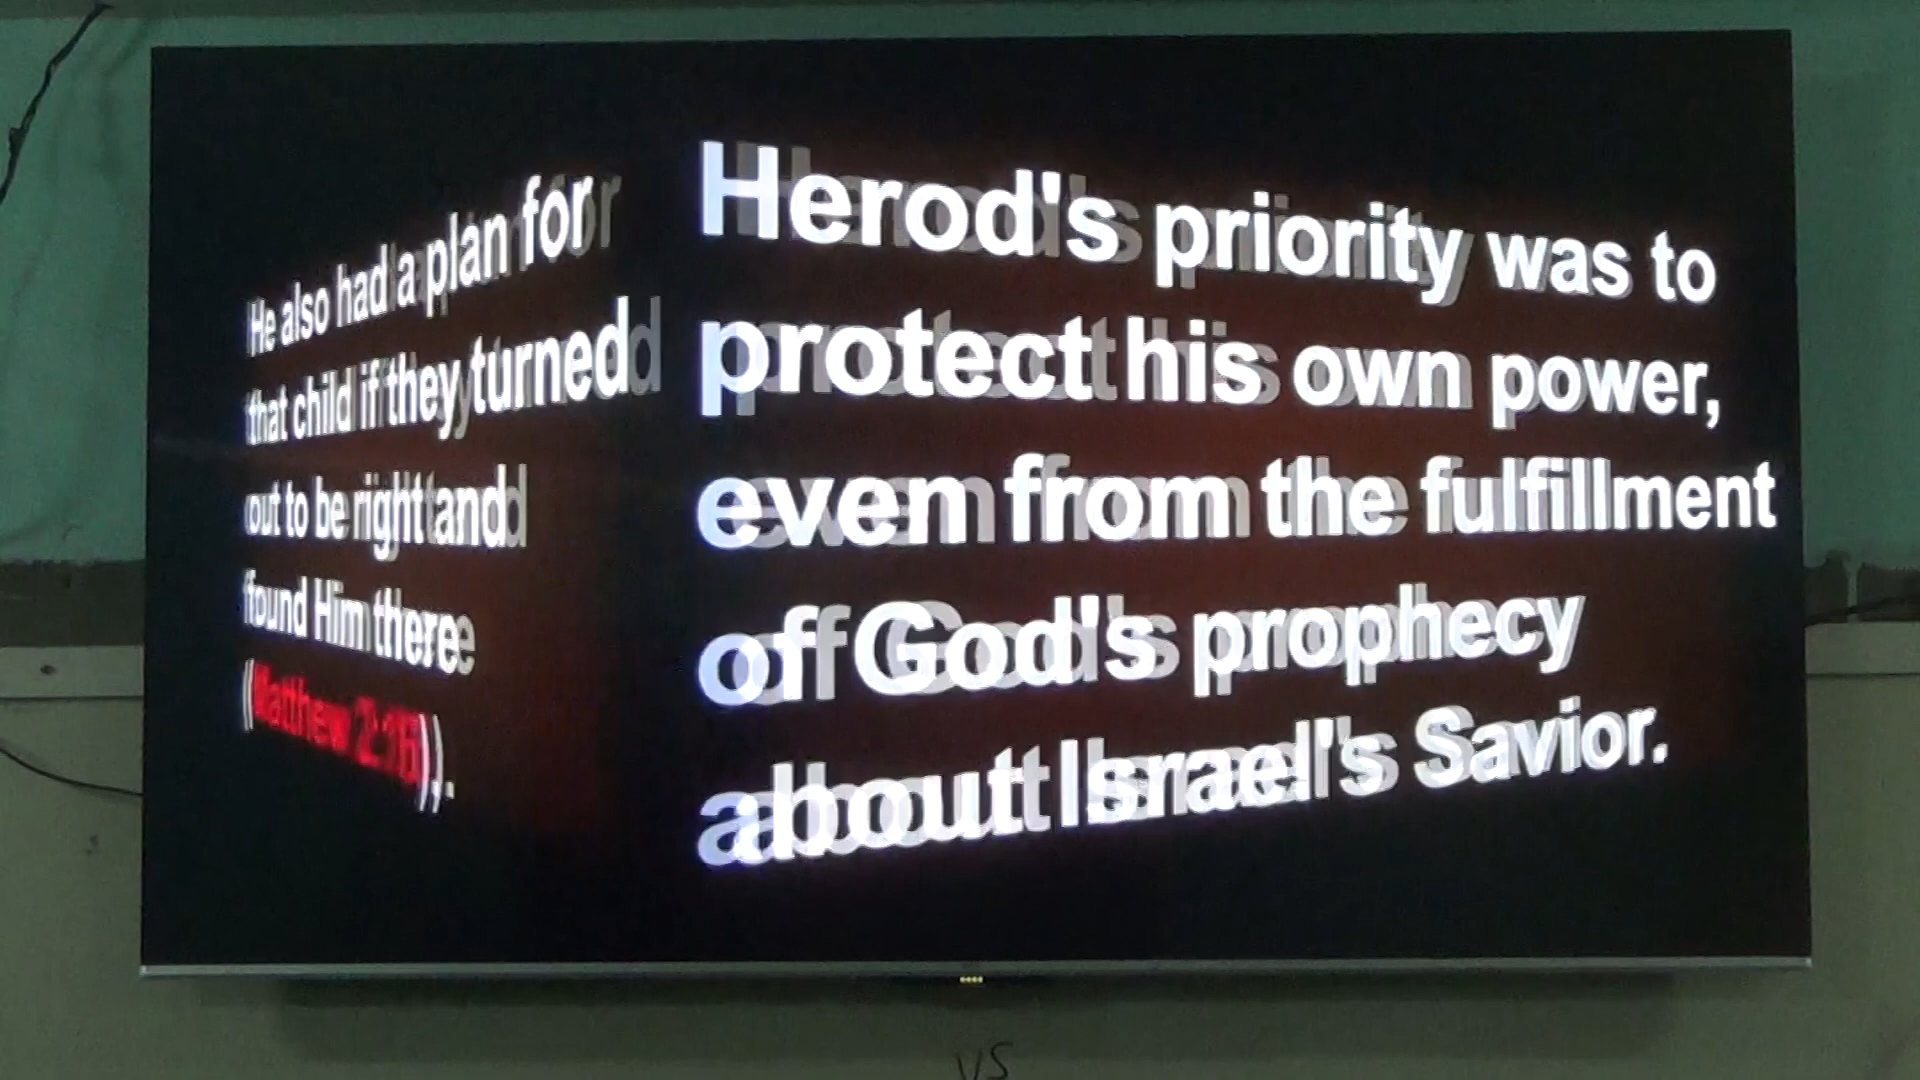 He also had a plan for
that child if they turned
out to be right and
found Him there
(Matthew 2:16).
Herod's priority was to
protect his own power,
even from the fulfillment
of God's prophecy
about Israel's Savior.
VS